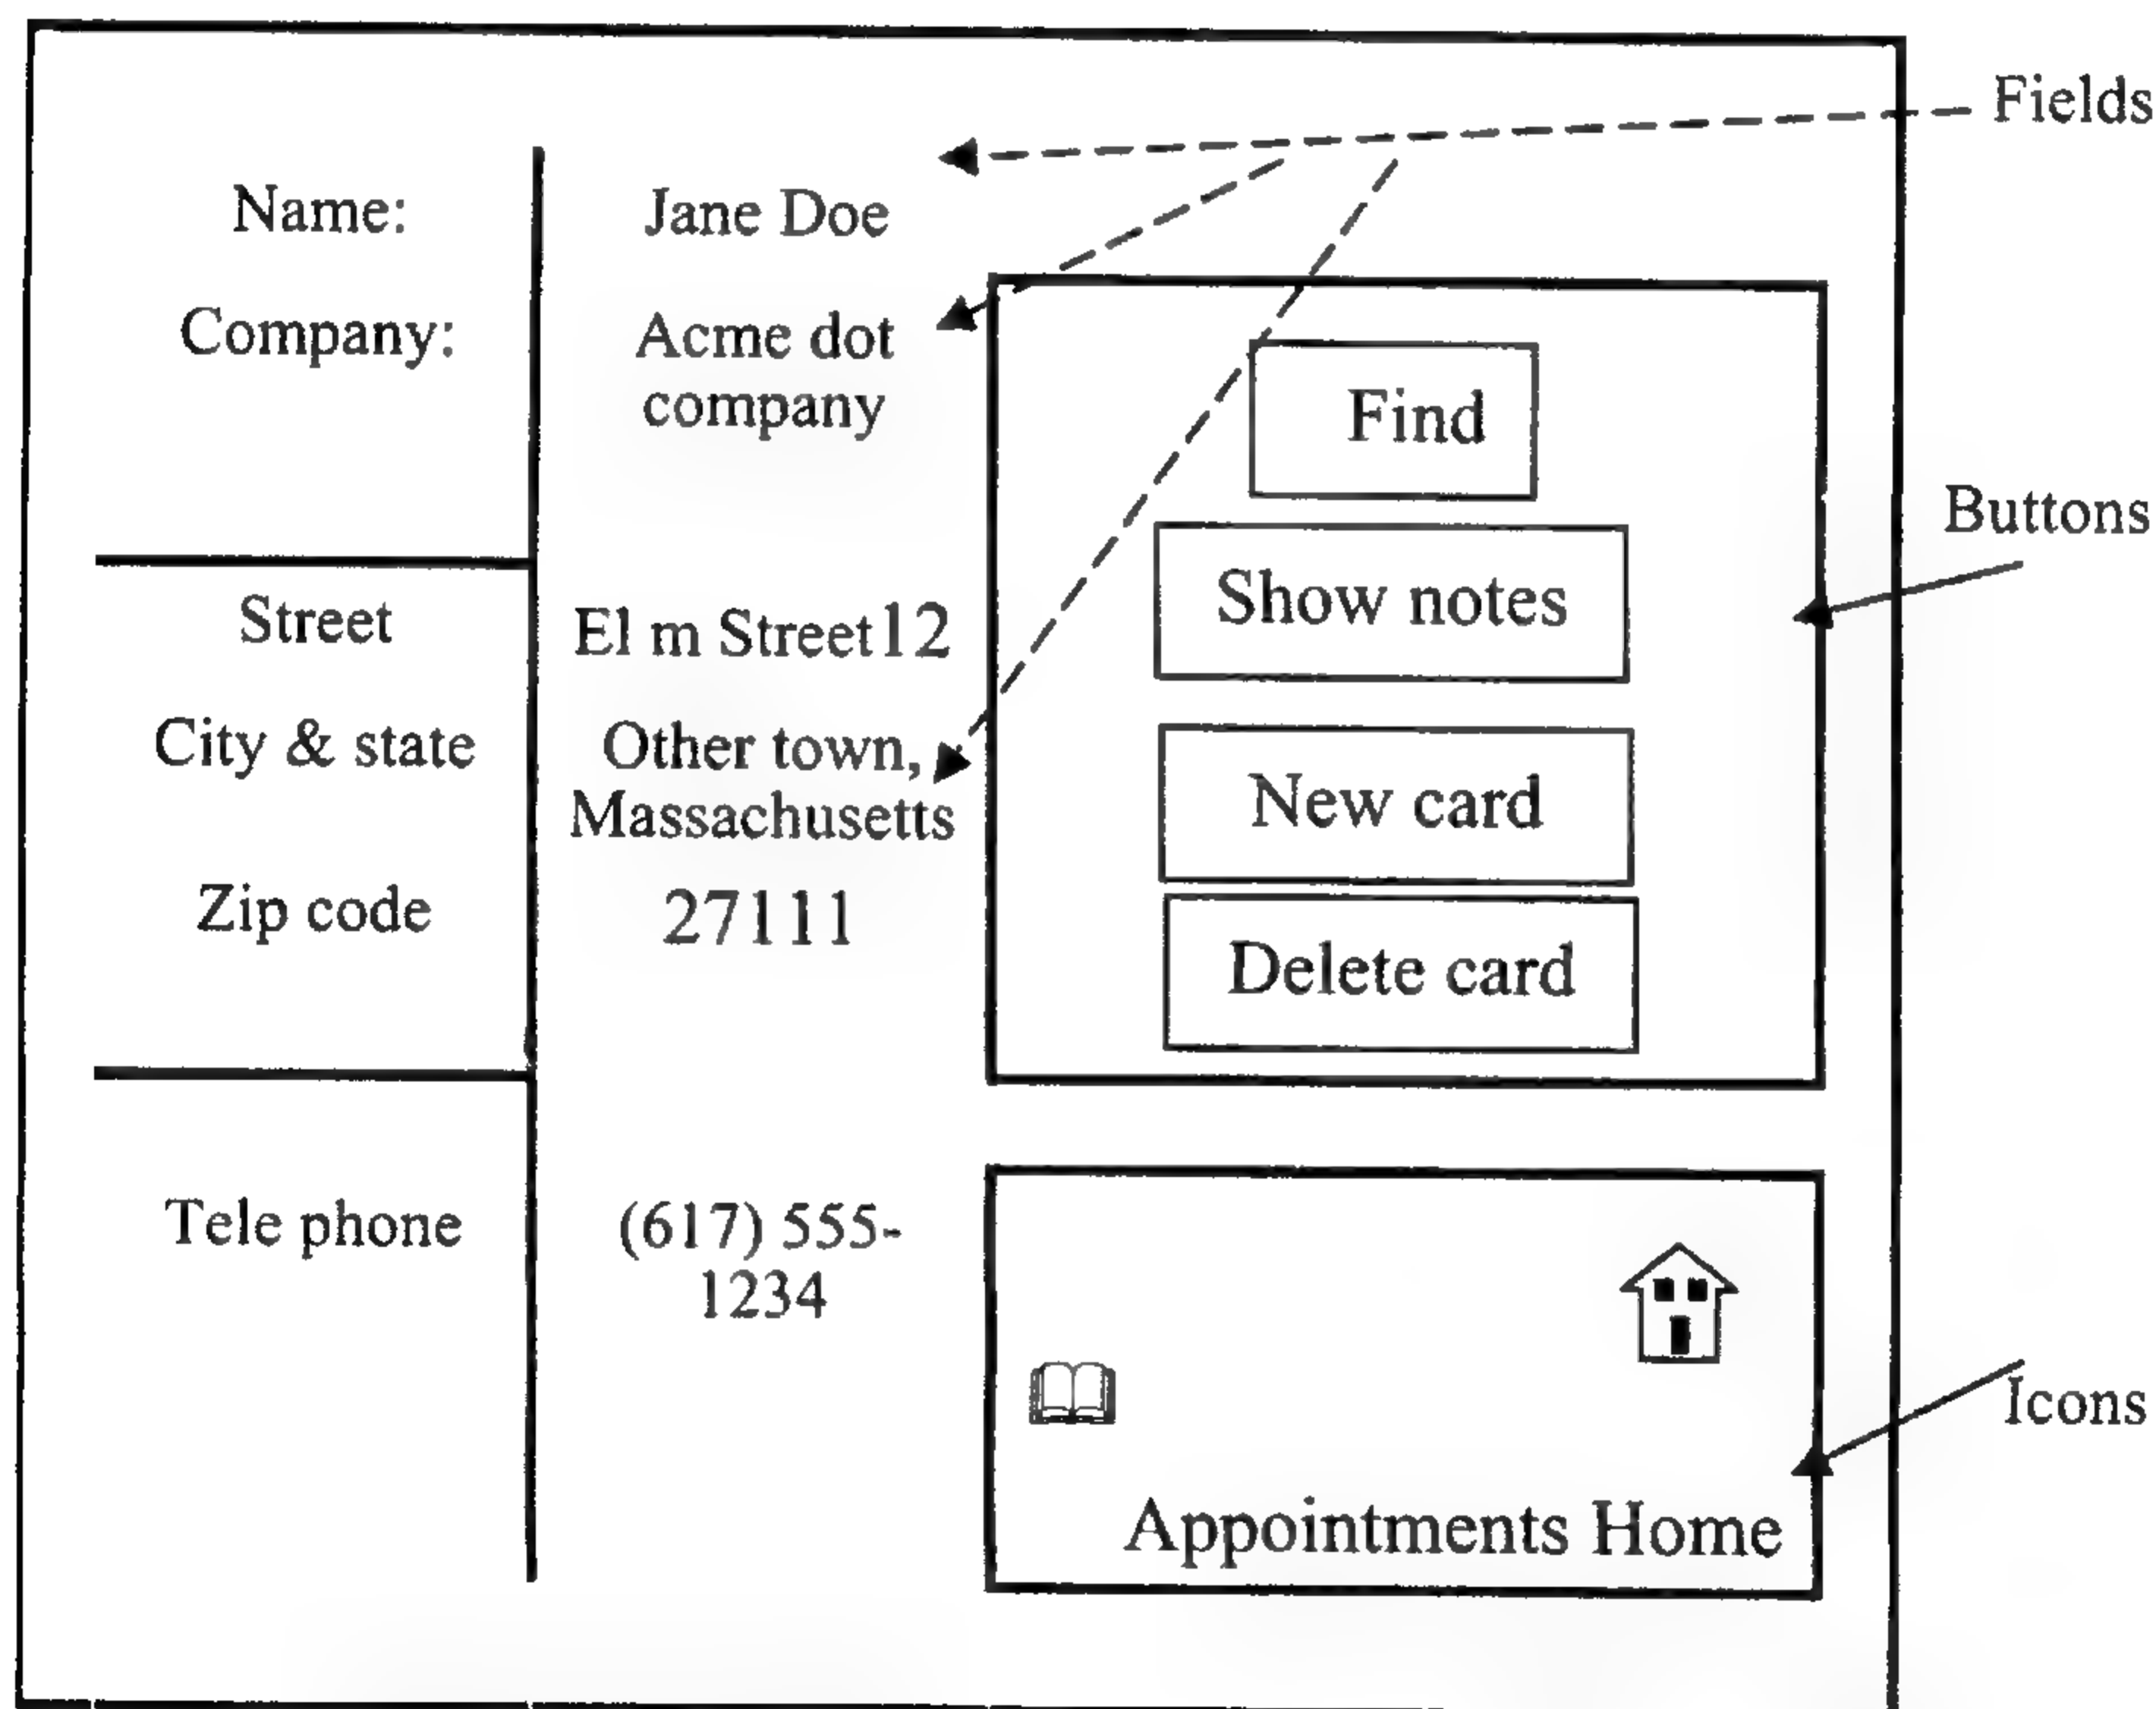 Fields
Name:
Jane Doe
Company:
Acme dot
company
Find
Buttons
Show notes
Street
El m Street12
City & state
Other town,
Massachusetts
New card
Zip code
27111
Delete card
Tele phone
(617) 555-
1234
Icons
Appointments Home